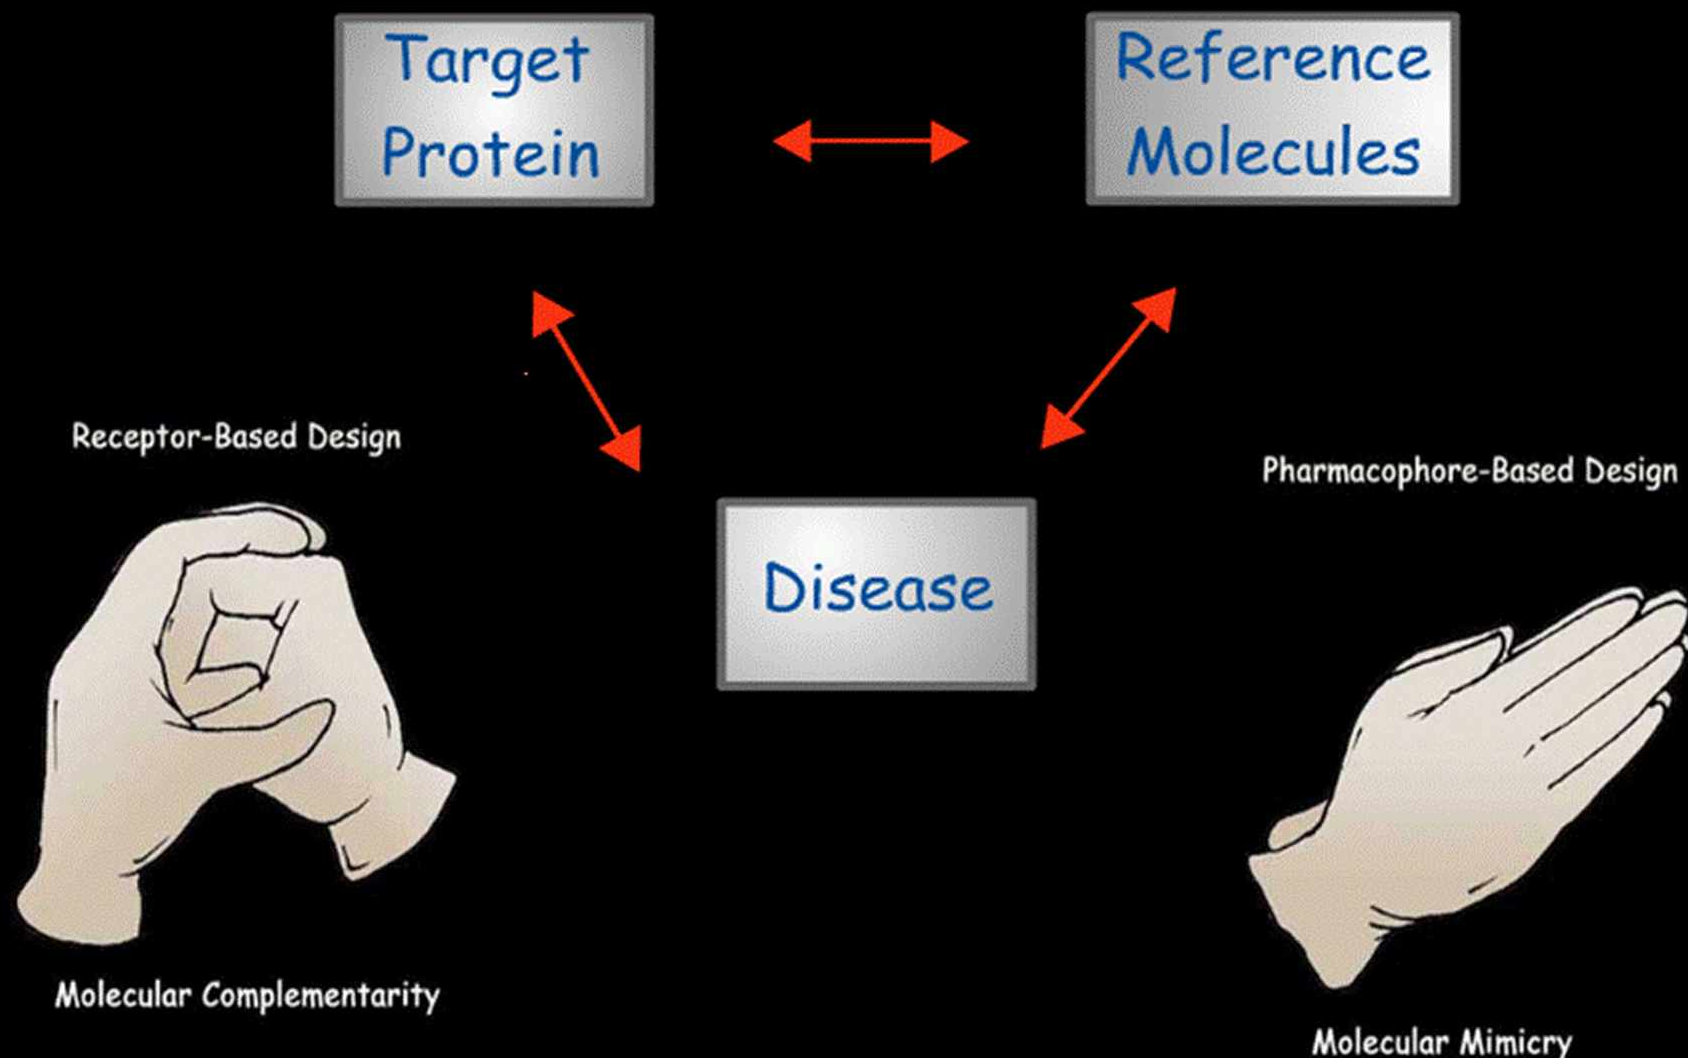 Target
Protein
Reference
Molecules
Receptor-Based Design
Pharmacophore-Based Design
Disease
Molecular Complementarity
Molecular Mimicry